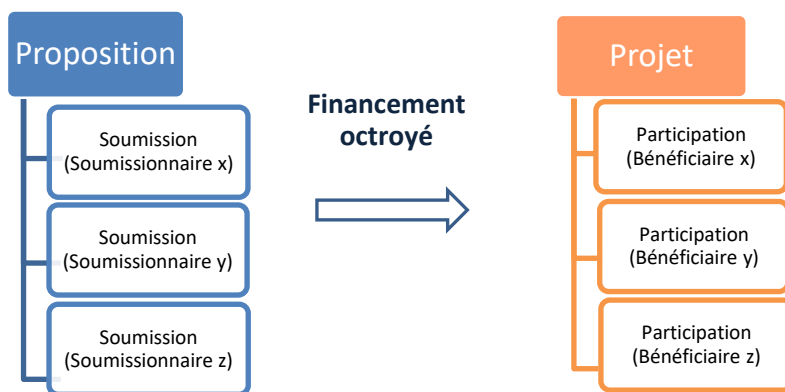 Proposition
Soumission
(Soumissionnaire x)
Soumission
(Soumissionnaire y)
Soumission
(Soumissionnaire z)
Financement
octroyé
Projet
Participation
(Bénéficiaire x)
Participation
(Bénéficiaire y)
Participation
(Bénéficiaire z)